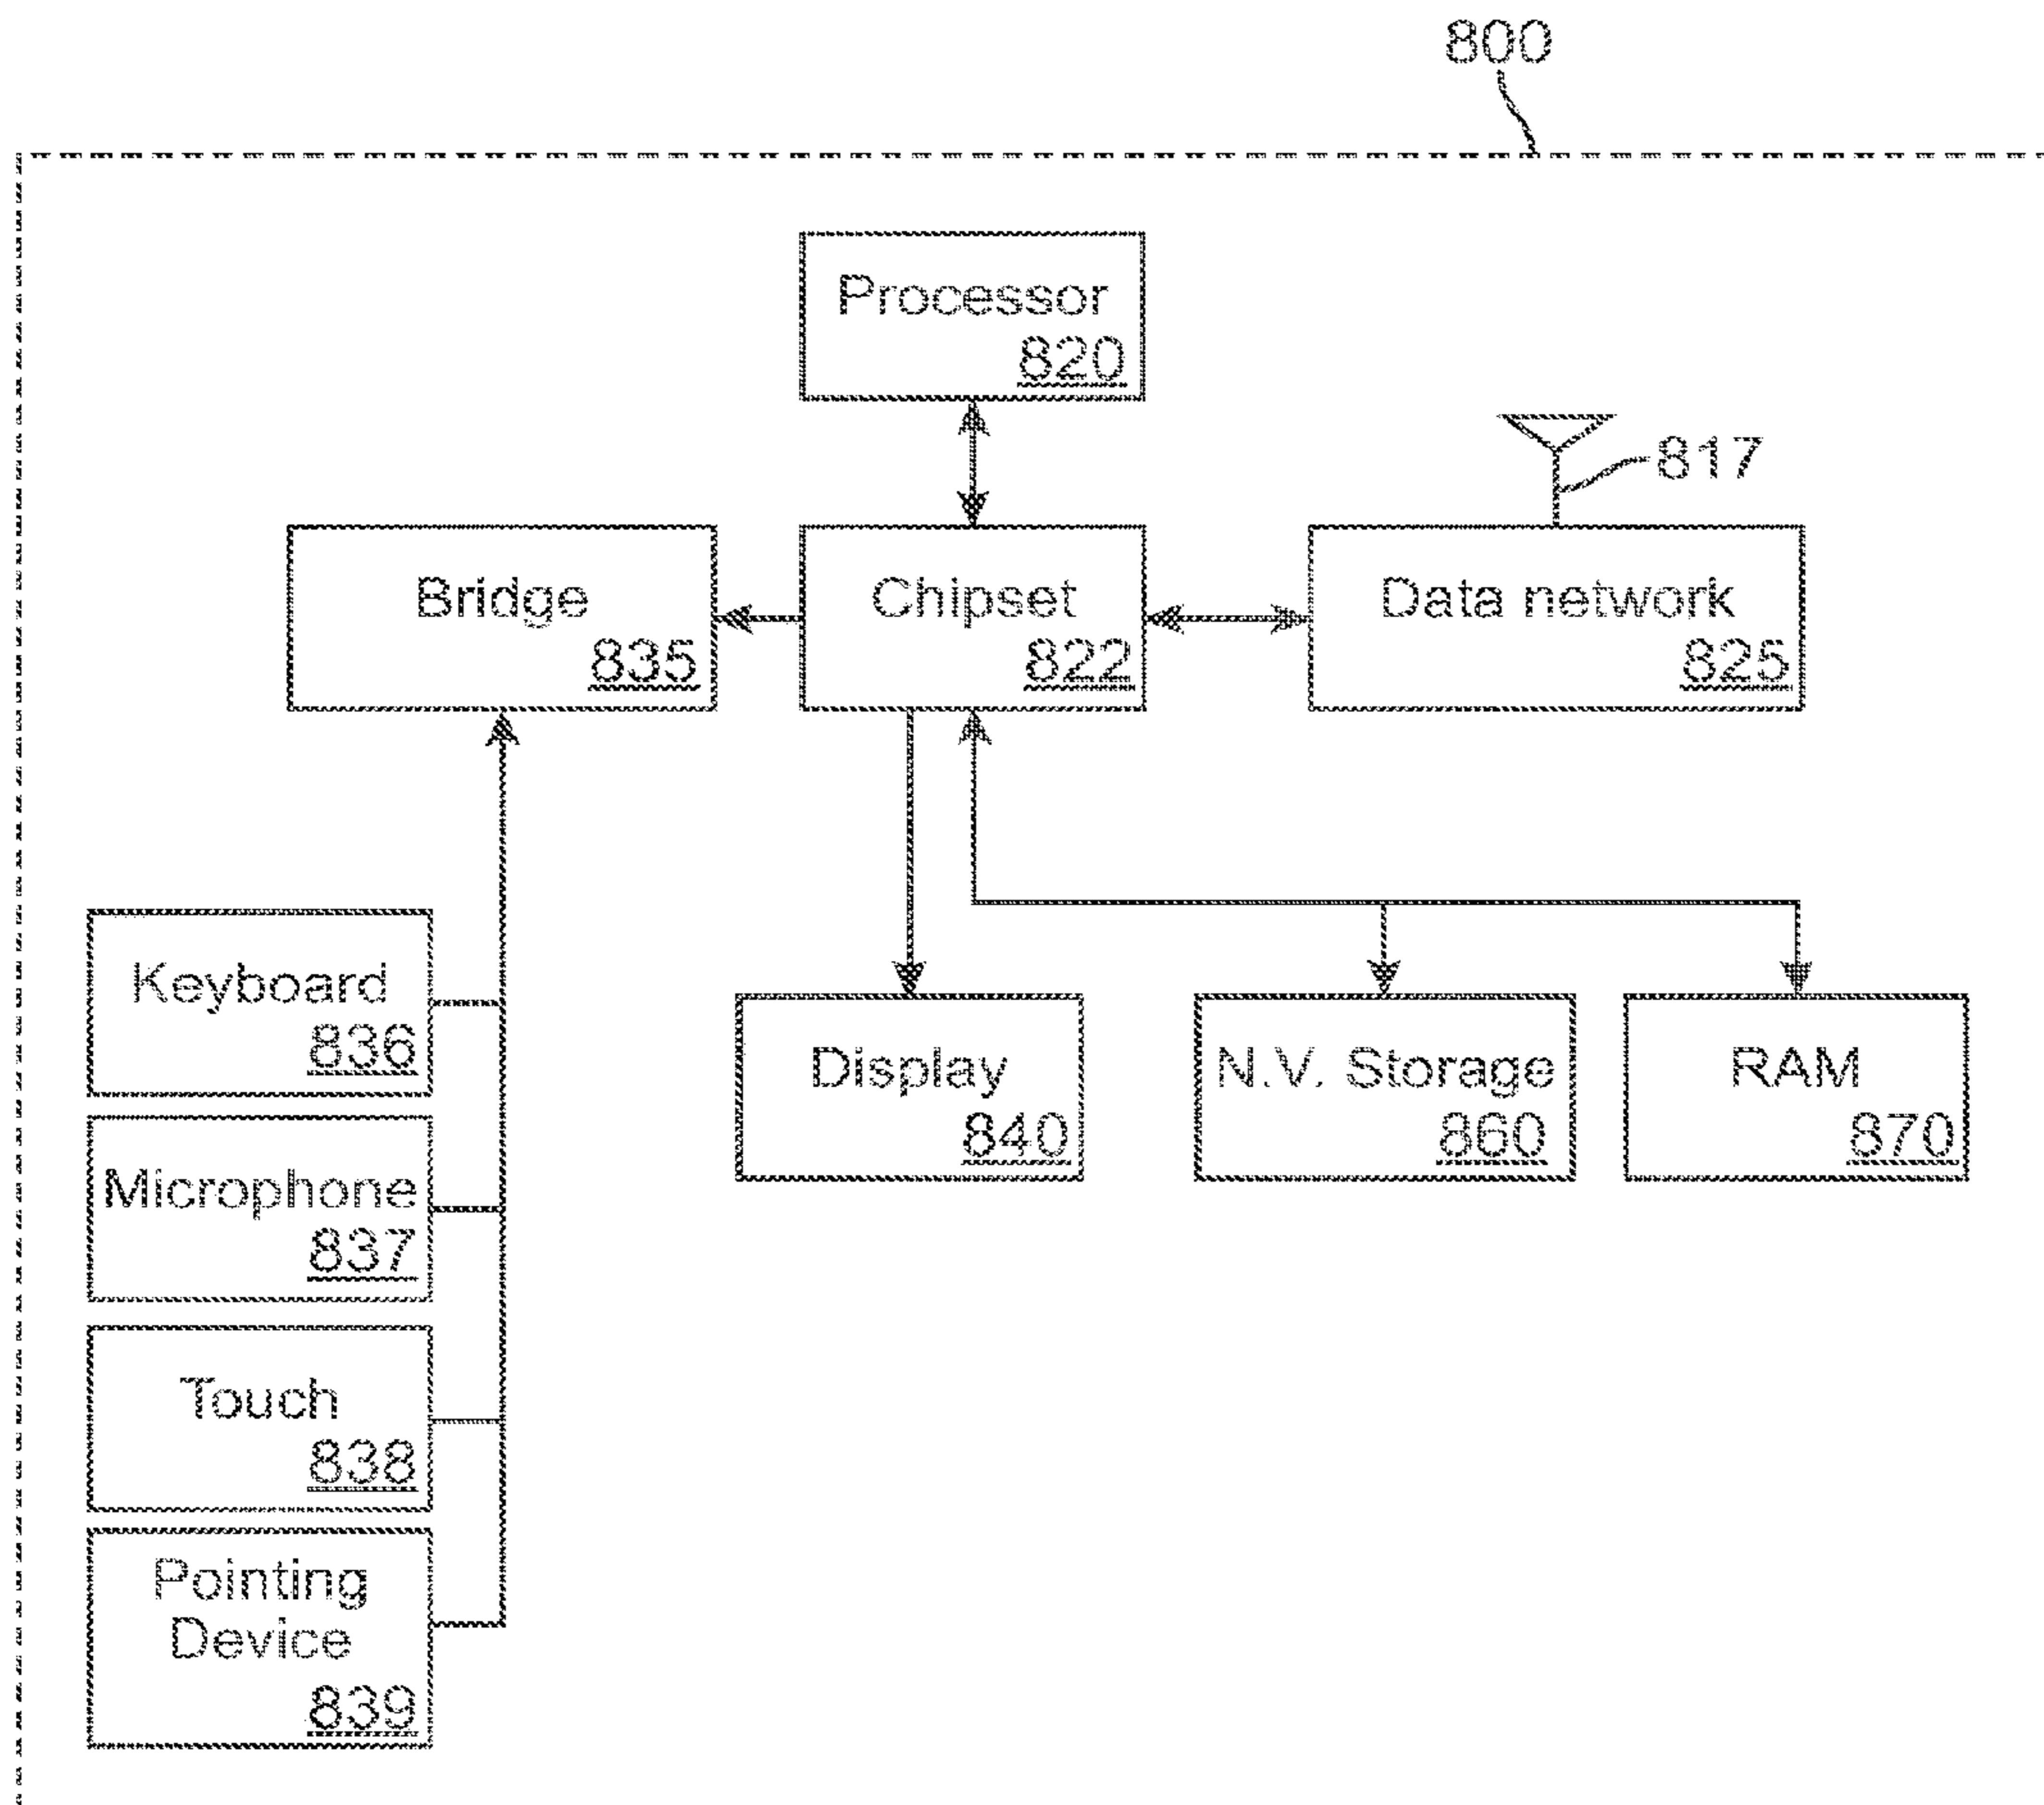 800
Processor
820
817
Bridge
835
Chipset
822
Data network
825
Keyboard
836
Display
840
N.V. Storage
860
RAM
870
Microphone
837
Touch
838
Pointing
Device
839